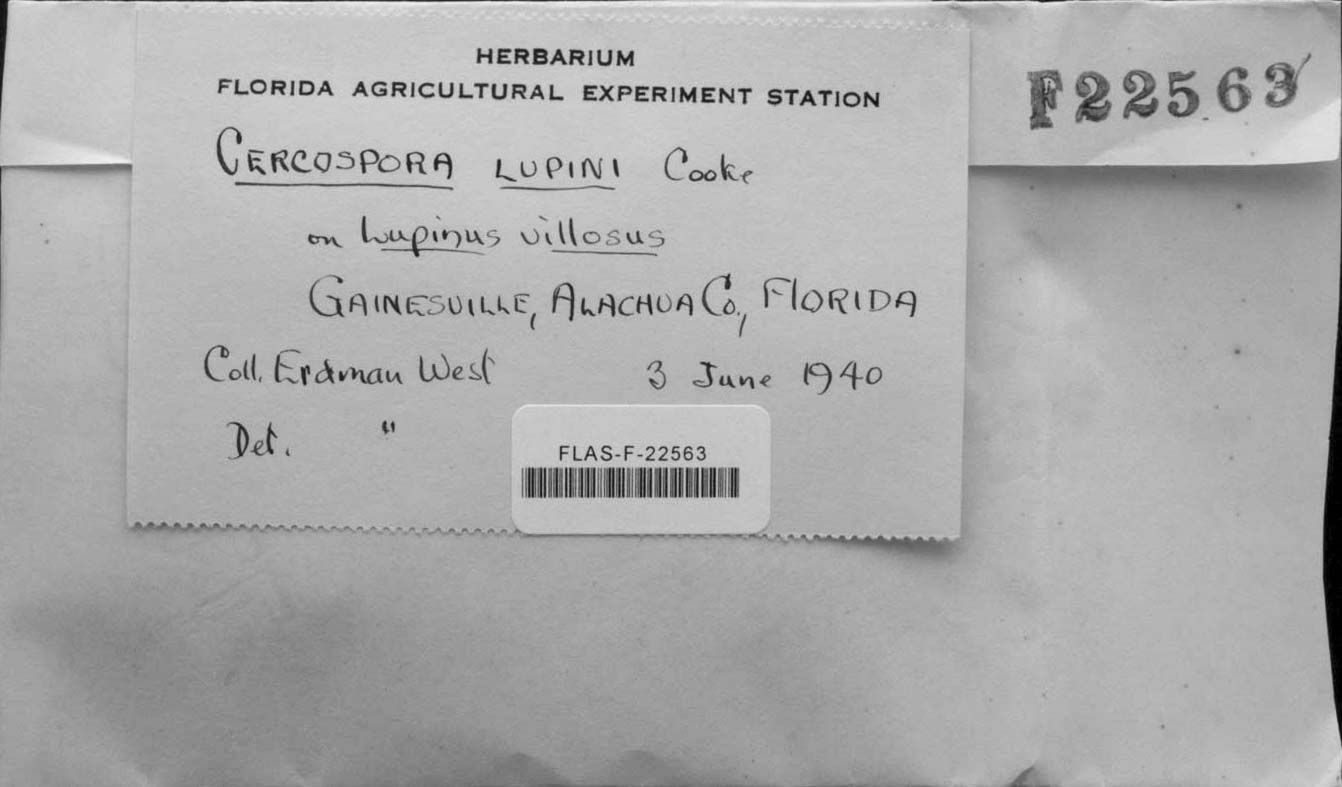 HERBARIUM
FLORIDA AGRICULTURAL EXPERIMENT STATION
F22563
CERCOSPORA LUPINI Cooke
on Lupinus villosus
GAINESVILLE, ALACHUA Co., FLORIDA
Coll. Erdman West 3 June 1940
Det. "
FLAS-F-22563